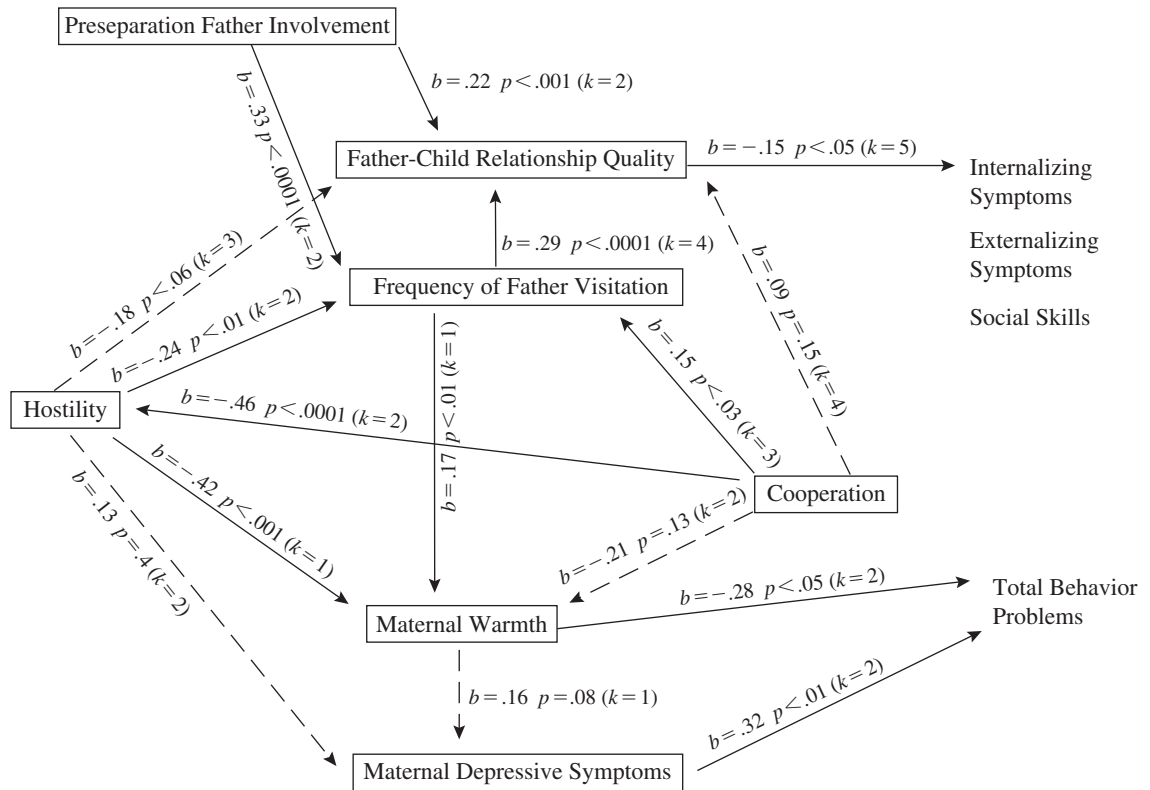 Preseparation Father Involvement
b=.22 p<.001 (k=2)
b=.33 p<.0001\(k=2)
Father-Child Relationship Quality
b=−.15 p<.05 (k=5)
Internalizing
Symptoms
Externalizing
Symptoms
Social Skills
b=.29 p<.0001 (k=4)
Frequency of Father Visitation
b=−.18 p<.06 (k=3)
b=−.24 p<.01 (k=2)
b=.09 p=.15 (k=4)
b=.15 p<.03 (k=3)
b=.17 p<.01 (k=1)
Hostility
b=−.46 p<.0001 (k=2)
Cooperation
b=−.42 p<.001 (k=1)
b=.13 p=.4 (k=2)
b=−.21 p=.13 (k=2)
b=−.28 p<.05 (k=2)
Total Behavior
Problems
Maternal Warmth
b=.16 p=.08 (k=1)
b=.32 p<.01 (k=2)
Maternal Depressive Symptoms